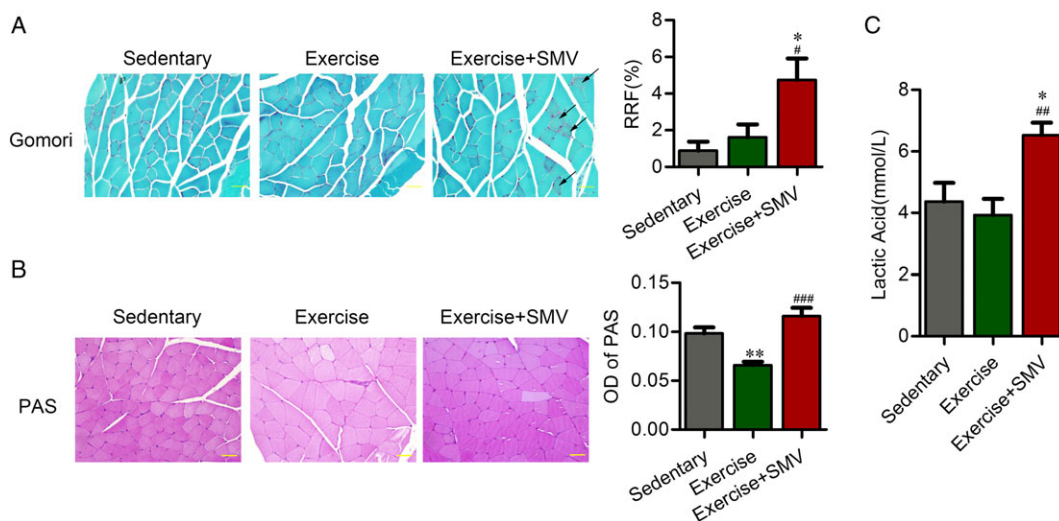 A
Sedentary
Exercise
Exercise+SMV
Gomori
RRF(%)
8
6
4
2
0
*
#
Sedentary
Exercise
Exercise+SMV
B
Sedentary
Exercise
Exercise+SMV
PAS
OD of PAS
0.15
0.10
0.05
0.00
**
###
Sedentary
Exercise
Exercise+SMV
C
Lactic Acid(mmol/L)
8
6
4
2
0
*
##
Sedentary
Exercise
Exercise+SMV